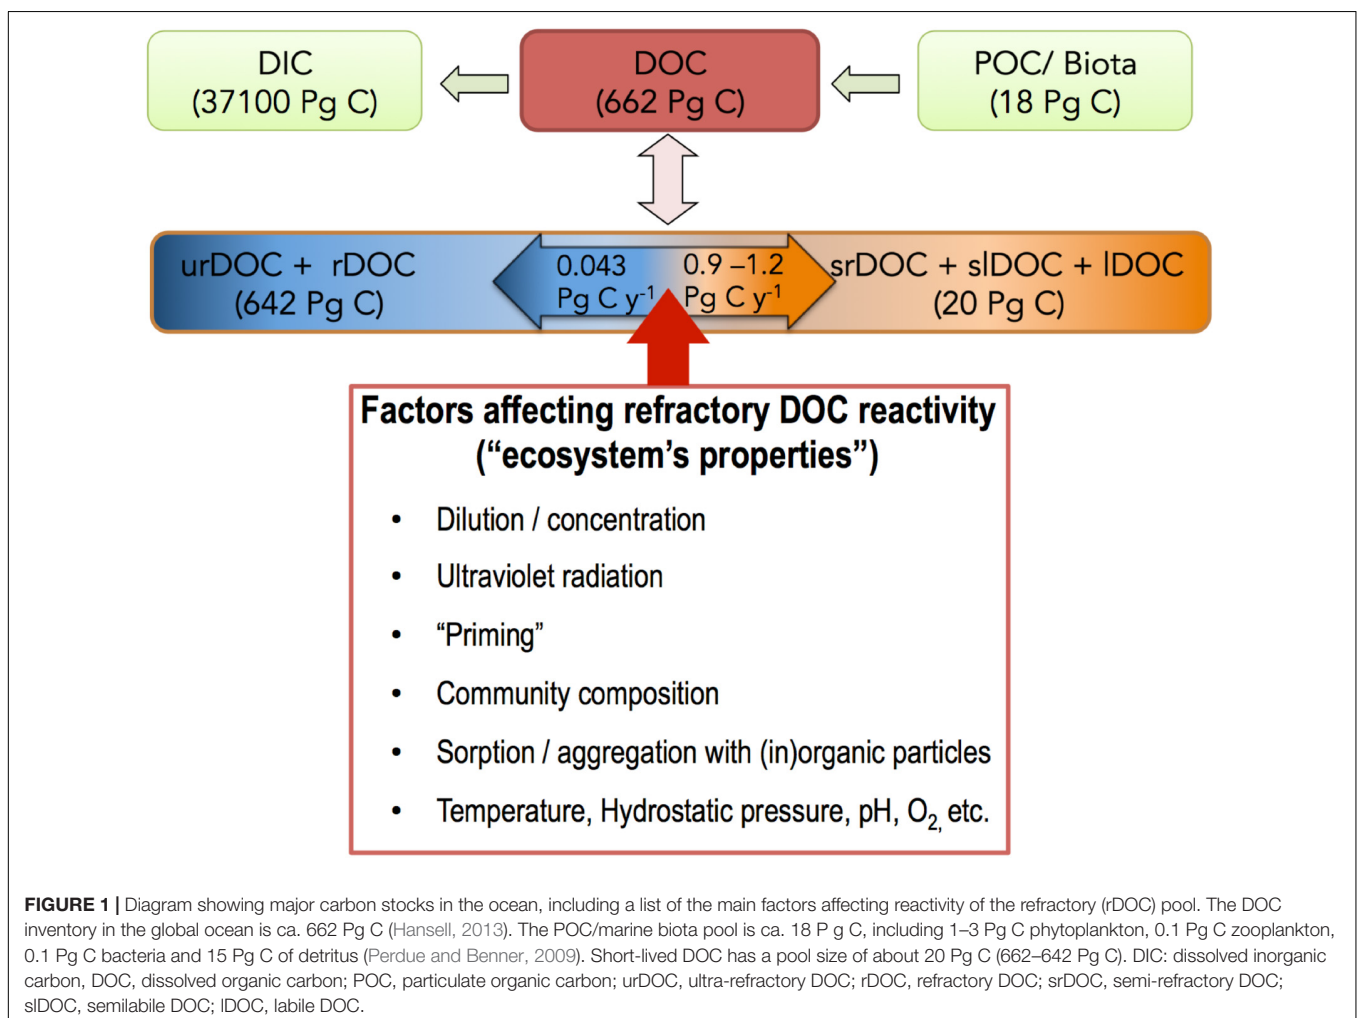 DIC
(37100 Pg C)
DOC
(662 Pg C)
POC/ Biota
(18 Pg C)
urDOC + rDOC
(642 Pg C)
0.043
Pg C y-1
0.9 –1.2
Pg C y-1
srDOC + slDOC + lDOC
(20 Pg C)
Factors affecting refractory DOC reactivity
(“ecosystem’s properties”)
• Dilution / concentration
• Ultraviolet radiation
• “Priming”
• Community composition
• Sorption / aggregation with (in)organic particles
• Temperature, Hydrostatic pressure, pH, O2, etc.
FIGURE 1 | Diagram showing major carbon stocks in the ocean, including a list of the main factors affecting reactivity of the refractory (rDOC) pool. The DOC
inventory in the global ocean is ca. 662 Pg C (Hansell, 2013). The POC/marine biota pool is ca. 18 P g C, including 1–3 Pg C phytoplankton, 0.1 Pg C zooplankton,
0.1 Pg C bacteria and 15 Pg C of detritus (Perdue and Benner, 2009). Short-lived DOC has a pool size of about 20 Pg C (662–642 Pg C). DIC: dissolved inorganic
carbon, DOC, dissolved organic carbon; POC, particulate organic carbon; urDOC, ultra-refractory DOC; rDOC, refractory DOC; srDOC, semi-refractory DOC;
slDOC, semilabile DOC; lDOC, labile DOC.